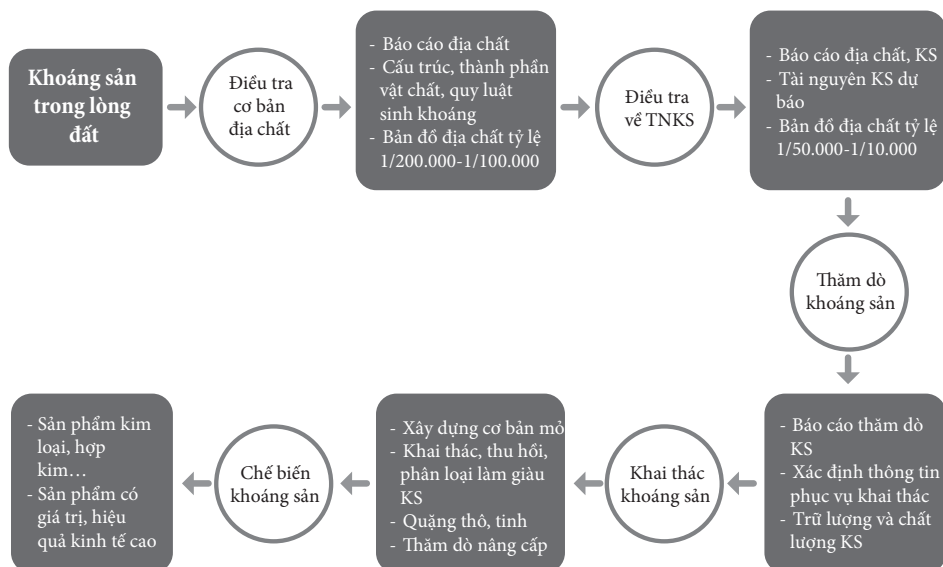 Khoáng sản
trong lòng
đất
Điều tra
cơ bản
địa chất
- Báo cáo địa chất
- Cấu trúc, thành phần
vật chất, quy luật
sinh khoáng
- Bản đồ địa chất tỷ lệ
1/200.000-1/100.000
Điều tra
về TNKS
- Báo cáo địa chất, KS
- Tài nguyên KS dự
báo
- Bản đồ địa chất tỷ lệ
1/50.000-1/10.000
Thăm dò
khoáng sản
- Báo cáo thăm dò
KS
- Xác định thông tin
phục vụ khai thác
- Trữ lượng và chất
lượng KS
Khai thác
khoáng sản
- Xây dựng cơ bản mỏ
- Khai thác, thu hồi,
phân loại làm giàu
KS
- Quặng thô, tinh
- Thăm dò nâng cấp
Chế biến
khoáng sản
- Sản phẩm kim
loại, hợp
kim…
- Sản phẩm có
giá trị, hiệu
quả kinh tế cao